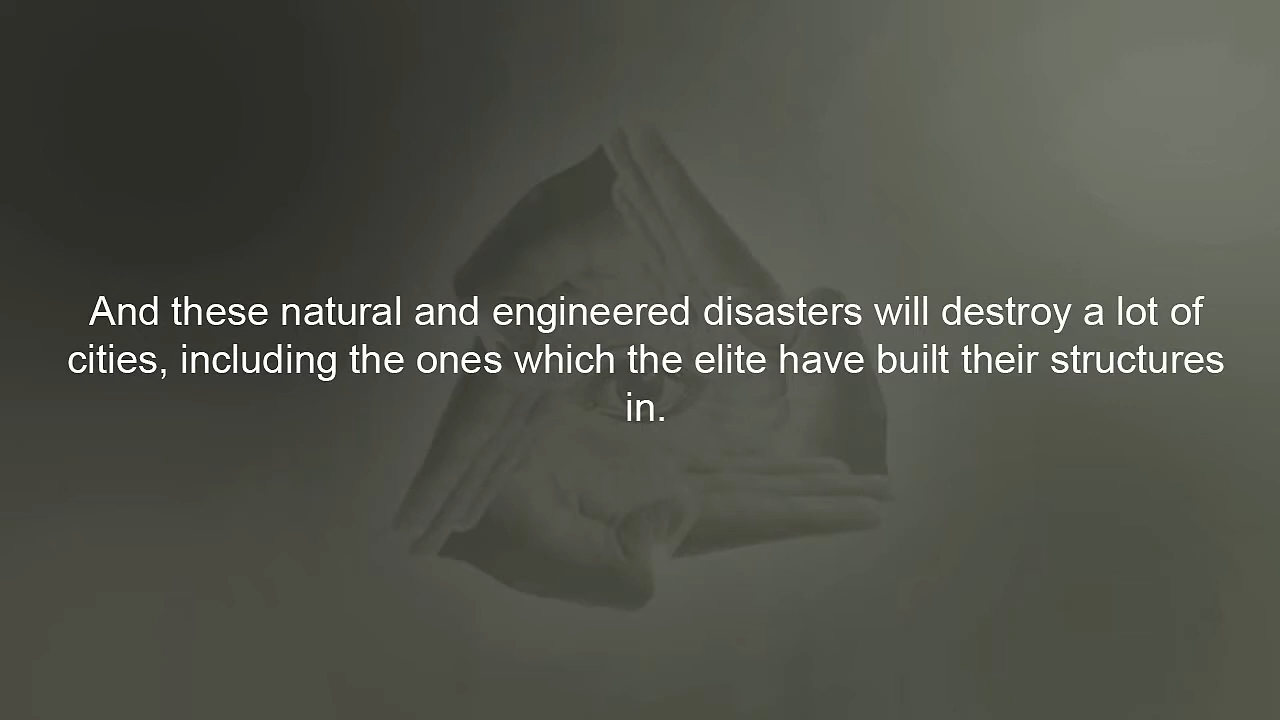 And these natural and engineered disasters will destroy a lot of
cities, including the ones which the elite have built their structures
in.